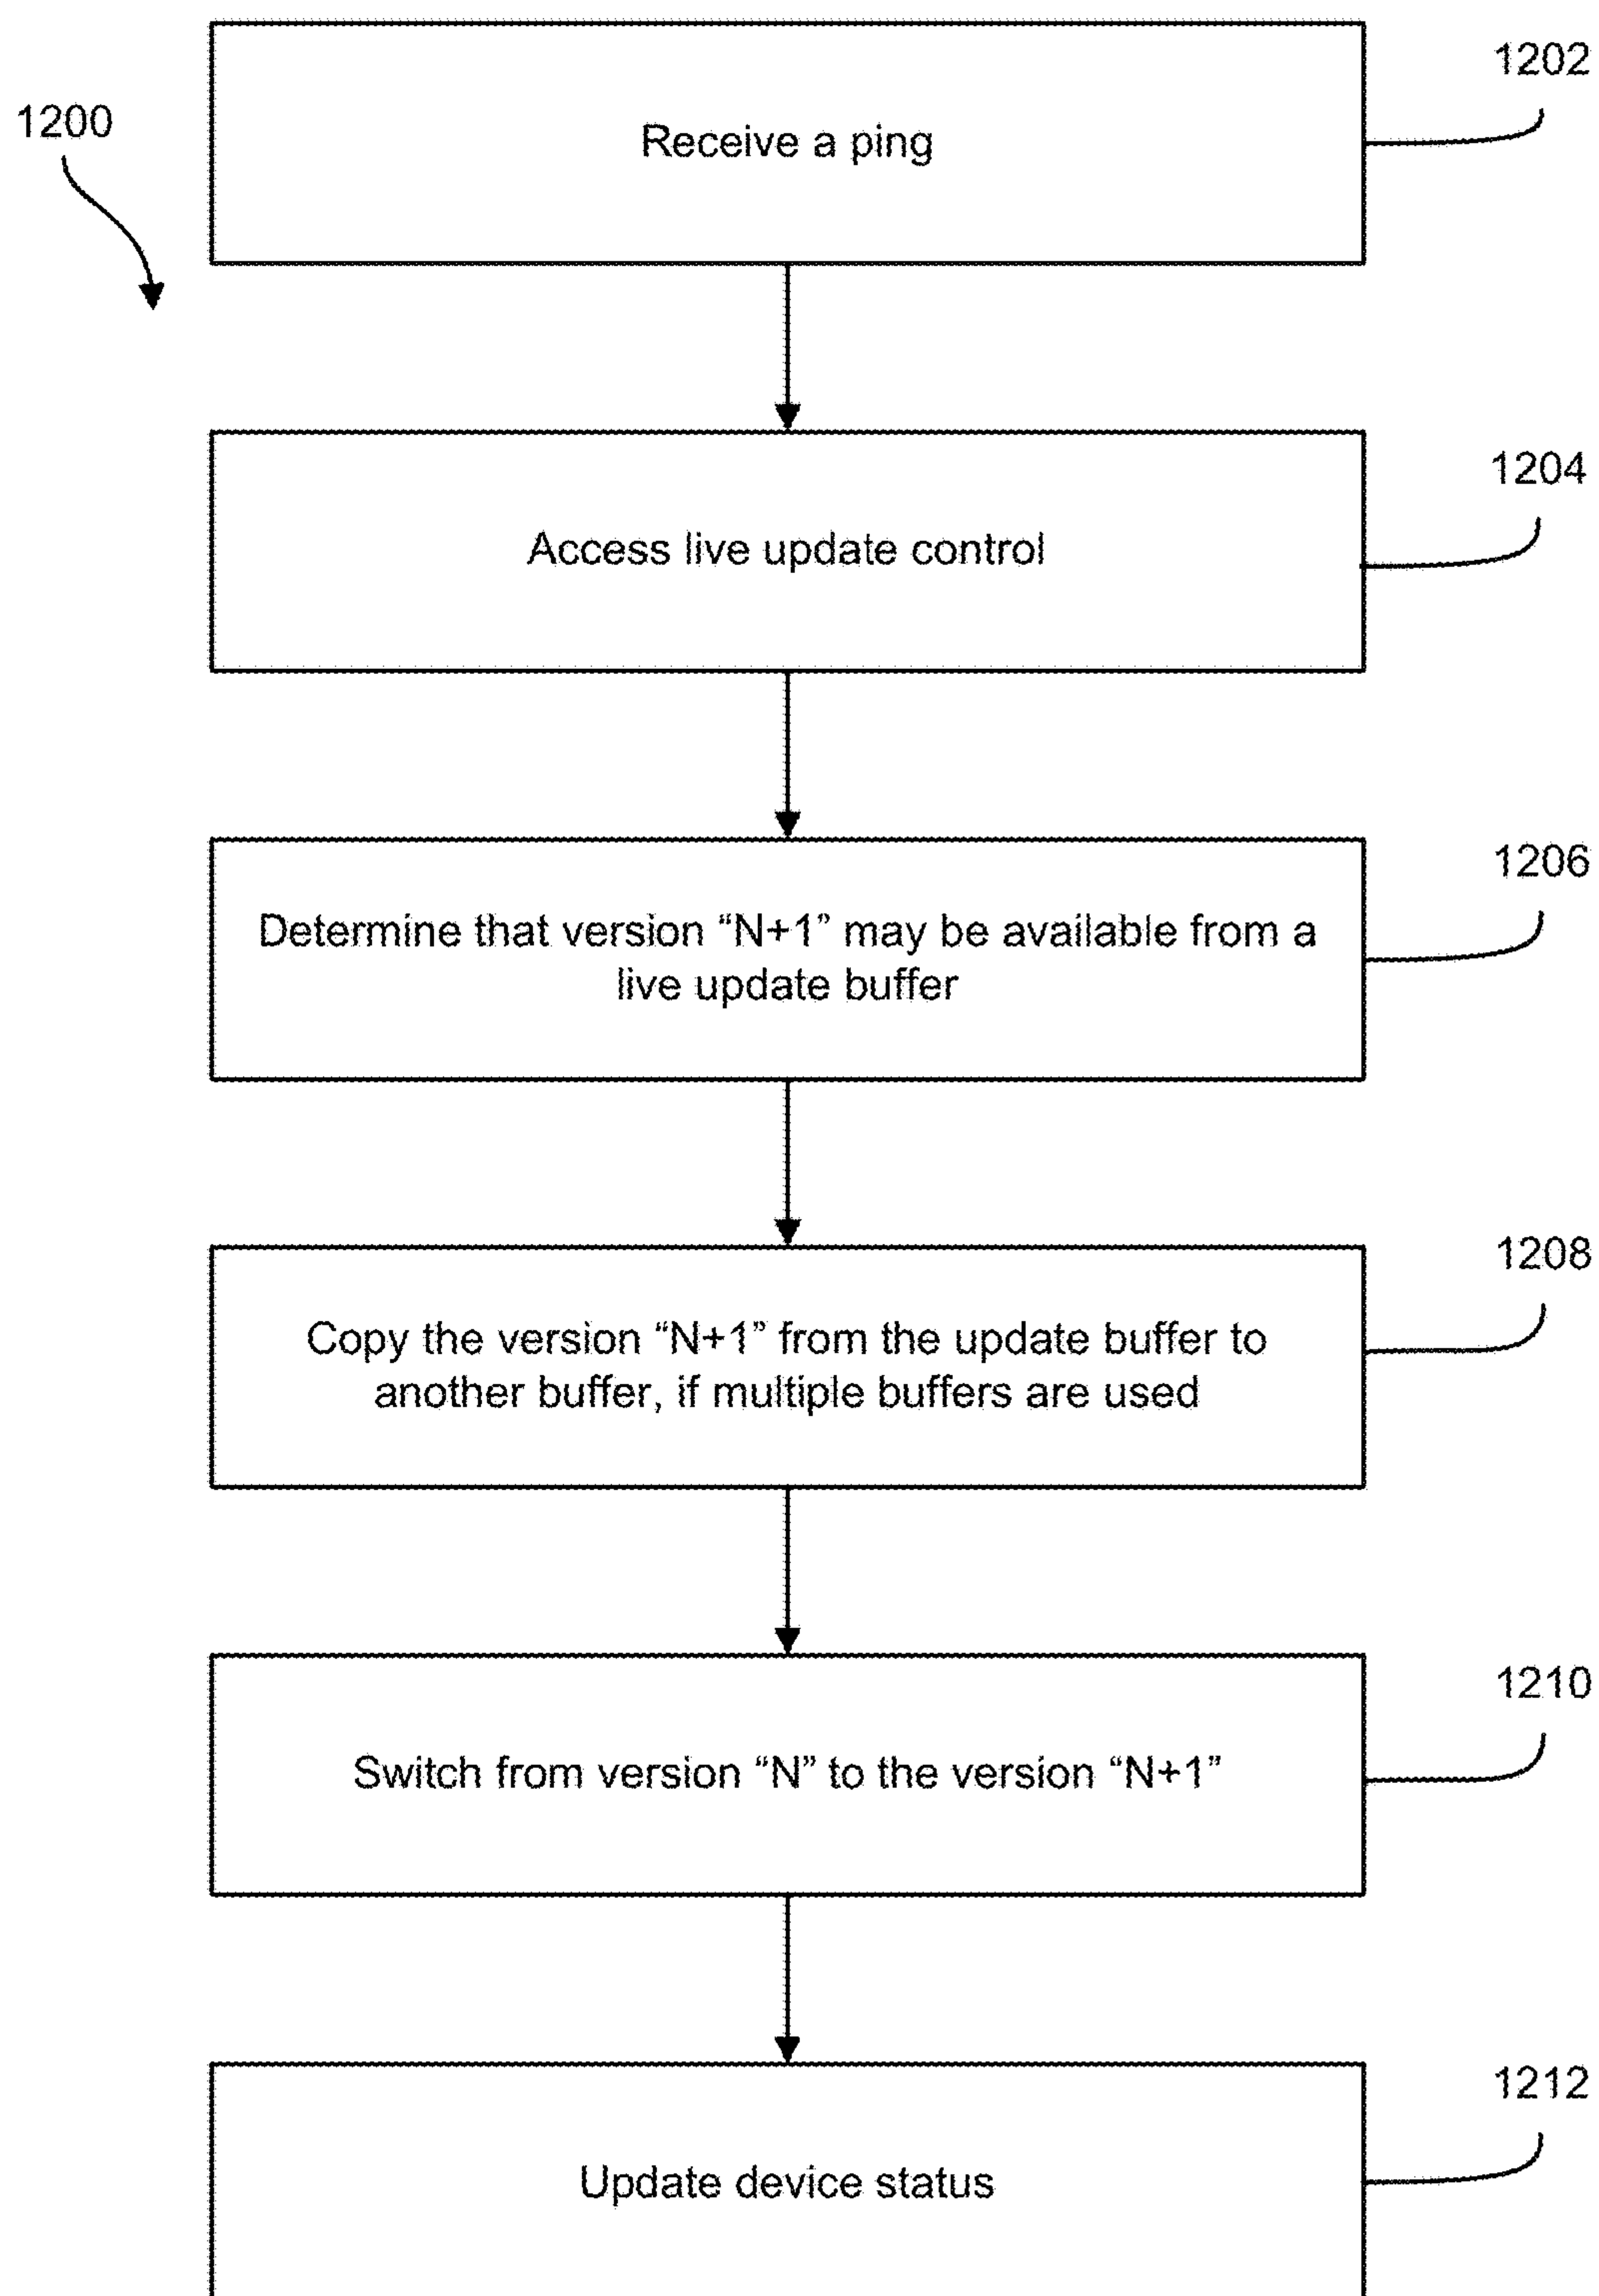 1202
1200
Receive a ping
1204
Access live update control
1206
Determine that version “N+1” may be available from a
live update buffer
1208
Copy the version “N+1” from the update buffer to
another buffer, if multiple buffers are used
1210
Switch from version “N” to the version “N+1”
1212
Update device status